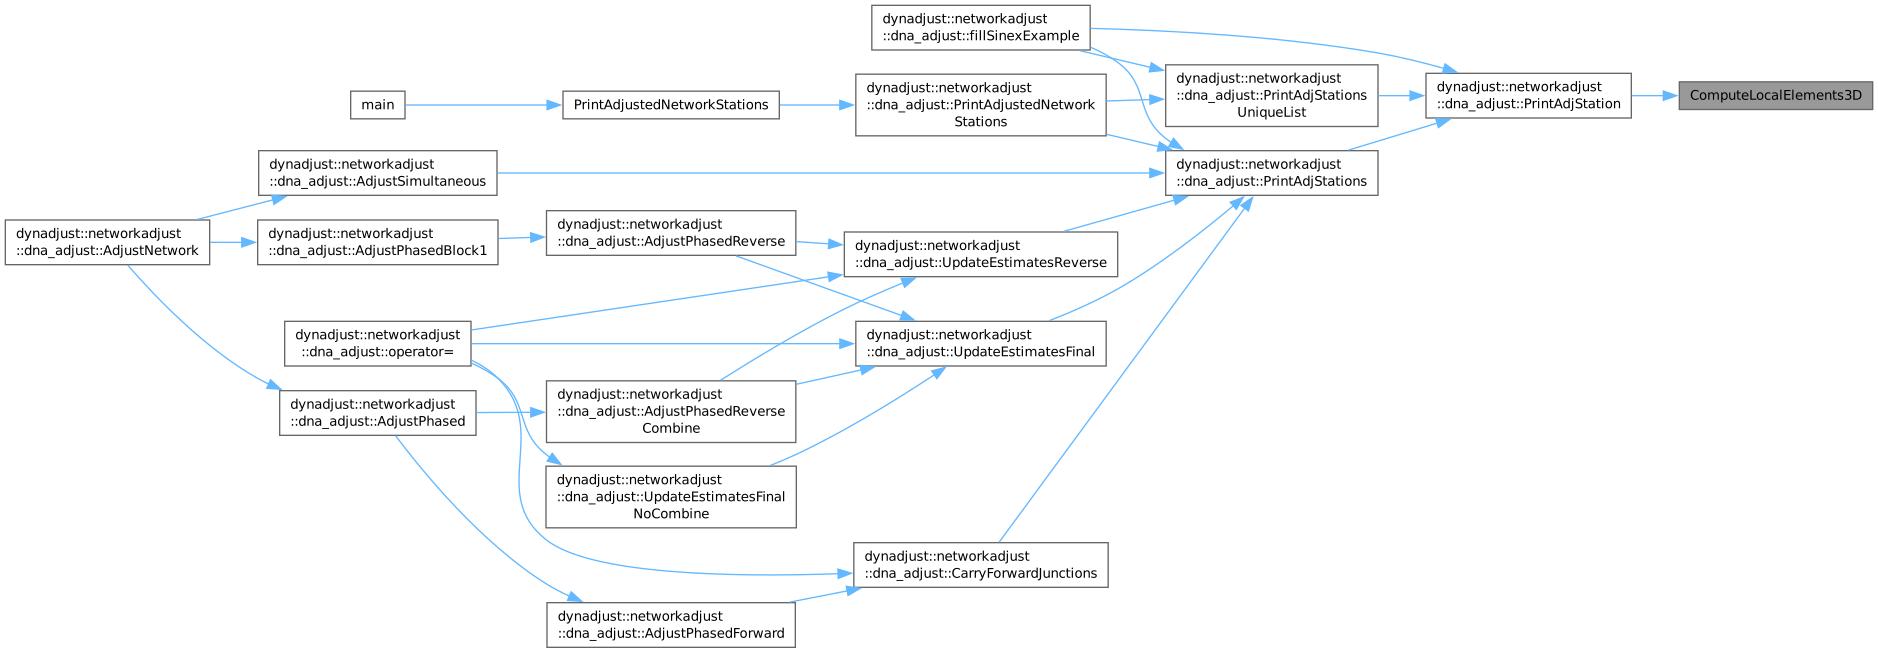 dynadjust::networkadjust
::dna_adjust::fillSinexExample
dynadjust::networkadjust
::dna_adjust::PrintAdjStations
UniqueList
dynadjust::networkadjust
::dna_adjust::PrintAdjStation
ComputeLocalElements3D
main
PrintAdjustedNetworkStations
dynadjust::networkadjust
::dna_adjust::PrintAdjustedNetwork
Stations
dynadjust::networkadjust
::dna_adjust::AdjustSimultaneous
dynadjust::networkadjust
::dna_adjust::PrintAdjStations
dynadjust::networkadjust
::dna_adjust::AdjustNetwork
dynadjust::networkadjust
::dna_adjust::AdjustPhasedBlock1
dynadjust::networkadjust
::dna_adjust::AdjustPhasedReverse
dynadjust::networkadjust
::dna_adjust::UpdateEstimatesReverse
dynadjust::networkadjust
::dna_adjust::operator=
dynadjust::networkadjust
::dna_adjust::UpdateEstimatesFinal
dynadjust::networkadjust
::dna_adjust::AdjustPhased
dynadjust::networkadjust
::dna_adjust::AdjustPhasedReverse
Combine
dynadjust::networkadjust
::dna_adjust::UpdateEstimatesFinal
NoCombine
dynadjust::networkadjust
::dna_adjust::CarryForwardJunctions
dynadjust::networkadjust
::dna_adjust::AdjustPhasedForward